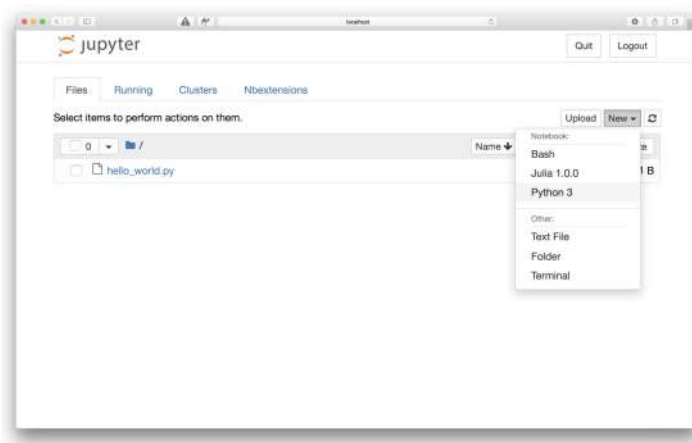 localhost
jupyter
Quit
Logout
Files
Running
Clusters
Nbextensions
Select items to perform actions on them.
Upload
New
0
/
Name
hello_world.py
Notebook:
Bash
Julia 1.0.0
Python 3
Other:
Text File
Folder
Terminal